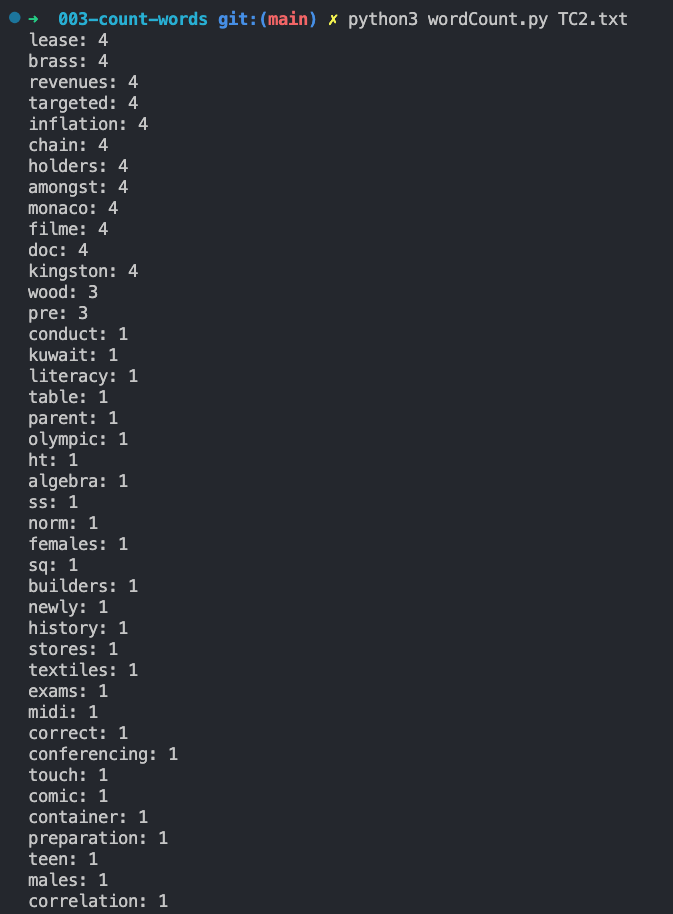 ➜ 003-count-words git:(main) ✗ python3 wordCount.py TC2.txt
lease: 4
brass: 4
revenues: 4
targeted: 4
inflation: 4
chain: 4
holders: 4
amongst: 4
monaco: 4
filme: 4
doc: 4
kingston: 4
wood: 3
pre: 3
conduct: 1
kuwait: 1
literacy: 1
table: 1
parent: 1
olympic: 1
ht: 1
algebra: 1
ss: 1
norm: 1
females: 1
sq: 1
builders: 1
newly: 1
history: 1
stores: 1
textiles: 1
exams: 1
midi: 1
correct: 1
conferencing: 1
touch: 1
comic: 1
container: 1
preparation: 1
teen: 1
males: 1
correlation: 1